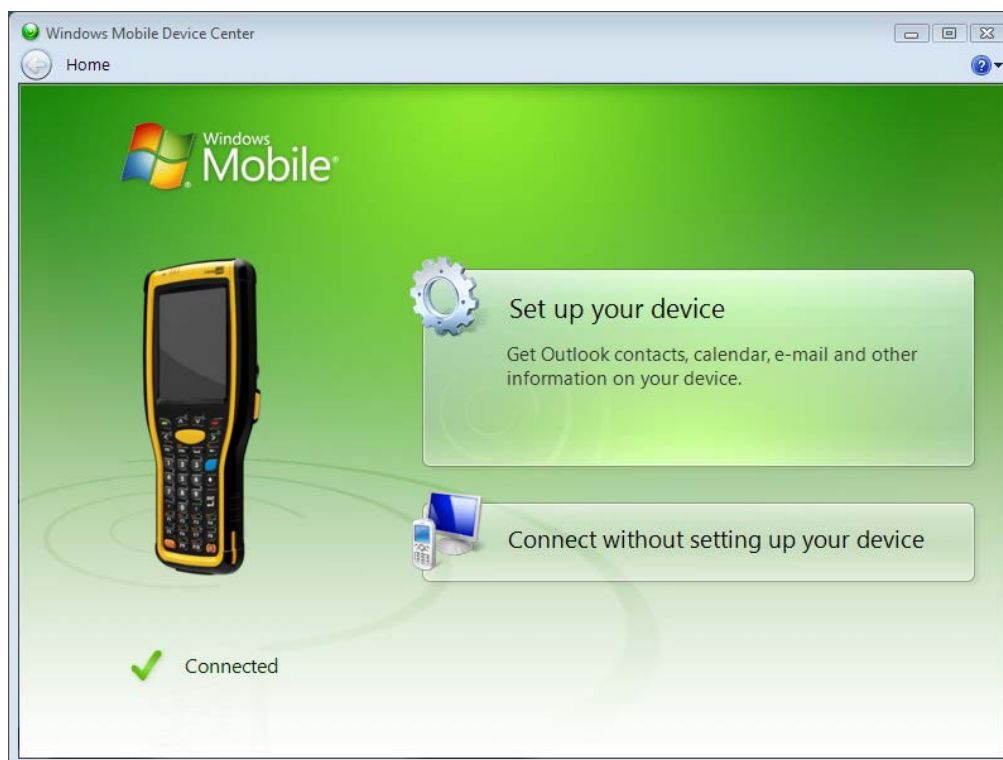 Windows Mobile Device Center
Home
Windows
Mobile
Set up your device
Get Outlook contacts, calendar, e-mail and other
information on your device.
Connect without setting up your device
Connected